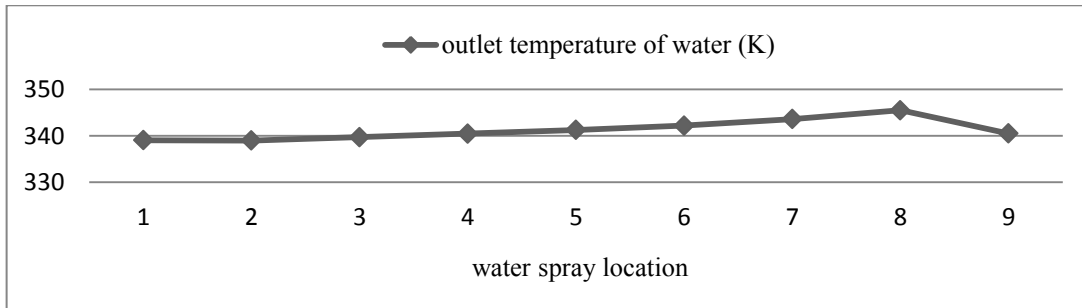 outlet temperature of water (K)
350
340
330
1 2 3 4 5 6 7 8 9
water spray location